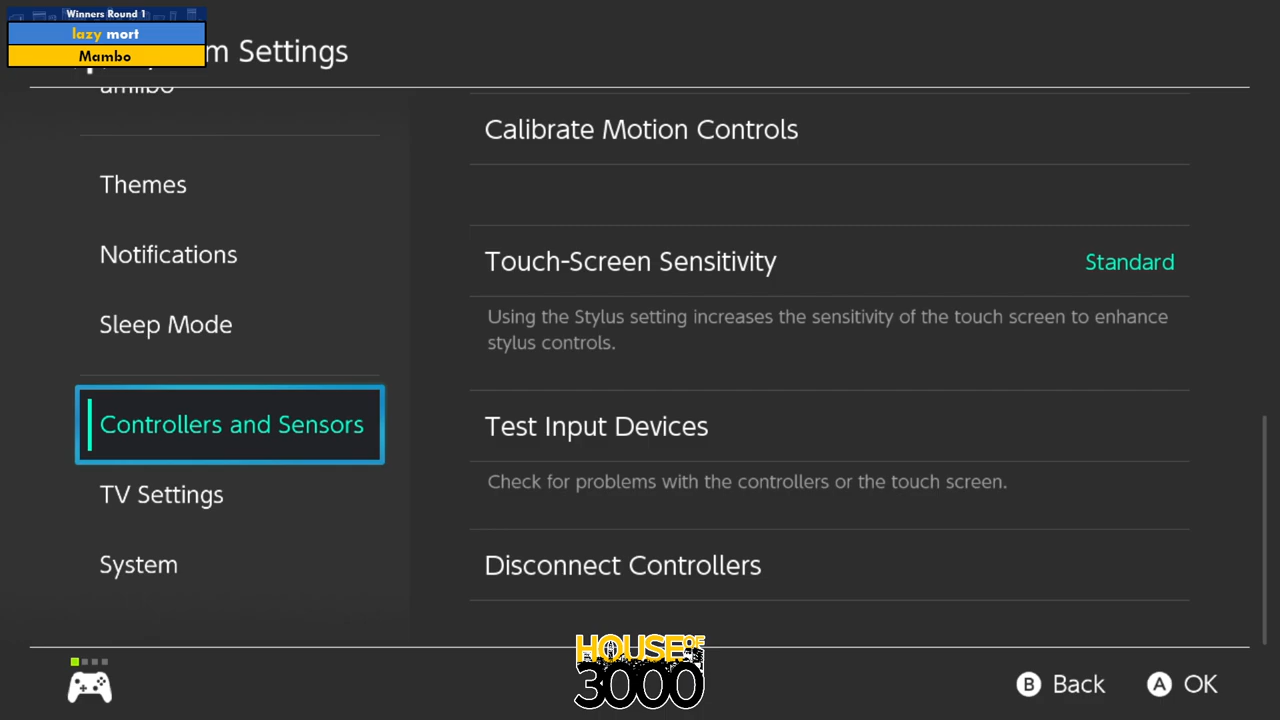 Winners Round 1
lazy mort
Mambo
m Settings
amiibo
Themes
Notifications
Sleep Mode
Controllers and Sensors
TV Settings
System
Calibrate Motion Controls
Touch-Screen Sensitivity Standard
Using the Stylus setting increases the sensitivity of the touch screen to enhance
stylus controls.
Test Input Devices
Check for problems with the controllers or the touch screen.
Disconnect Controllers
HOUSE OF
3000
B Back A OK